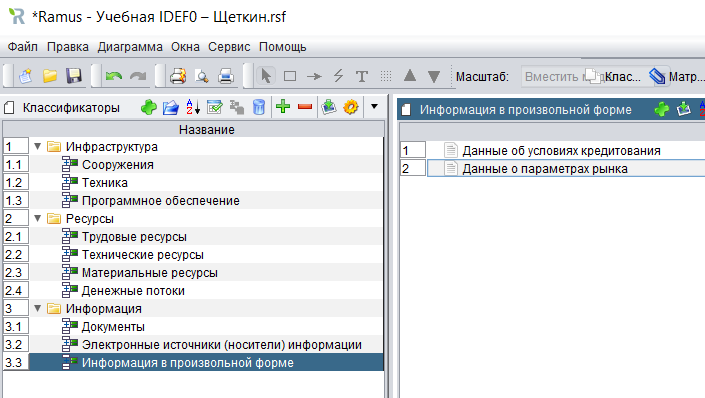 *Ramus - Учебная IDEF0 – Щеткин.rsf
Файл Правка Диаграмма Окна Сервис Помощь
Масштаб: Вместить Клас... Матр...
Классификаторы
Название
1 Инфраструктура
1.1 Сооружения
1.2 Техника
1.3 Программное обеспечение
2 Ресурсы
2.1 Трудовые ресурсы
2.2 Технические ресурсы
2.3 Материальные ресурсы
2.4 Денежные потоки
3 Информация
3.1 Документы
3.2 Электронные источники (носители) информации
3.3 Информация в произвольной форме
Информация в произвольной форме
1 Данные об условиях кредитования
2 Данные о параметрах рынка